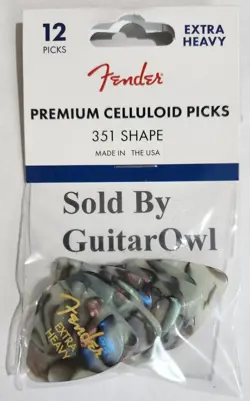 12
PICKS
EXTRA
HEAVY
Fender
PREMIUM CELLULOID PICKS
351 SHAPE
MADE IN THE USA
Sold By
GuitarOwl
Fender
EXTRA
HEAVY